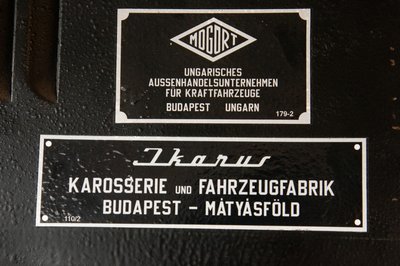 MOGÜRT
UNGARISCHES
AUSSENHANDELSUNTERNEHMEN
FÜR KRAFTFAHRZEUGE
BUDAPEST UNGARN
179-2
Ikarus
KAROSSERIE UND FAHRZEUGFABRIK
BUDAPEST – MÁTYÁSFÖLD
110/2